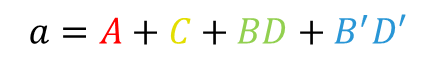 a = A + C + BD + B′D′